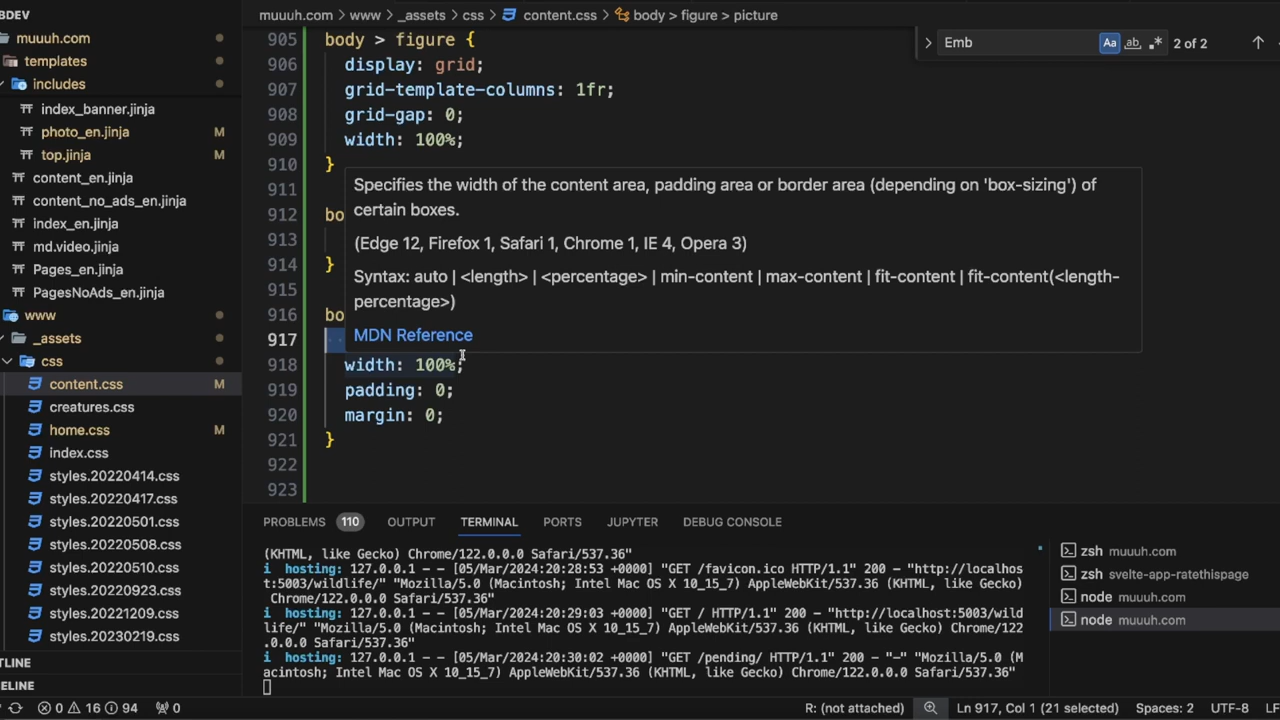 BDEV
muuuh.com
templates
includes
index_banner.jinja
photo_en.jinja M
top.jinja M
content_en.jinja
content_no_ads_en.jinja
index_en.jinja
md.video.jinja
Pages_en.jinja
PagesNoAds_en.jinja
www
_assets
css
content.css M
creatures.css
home.css M
index.css
styles.20220414.css
styles.20220417.css
styles.20220501.css
styles.20220508.css
styles.20220510.css
styles.20220923.css
styles.20221209.css
styles.20230219.css
TLINE
ELINE
muuuh.com > www > _assets > css > content.css > body > figure > picture
Emb Aa ab .* 2 of 2
905 body > figure {
906 display: grid;
907 grid-template-columns: 1fr;
908 grid-gap: 0;
909 width: 100%;
910 }
911
912 bo
913
914 }
915
916 bo
917
918 width: 100%;
919 padding: 0;
920 margin: 0;
921 }
922
923
Specifies the width of the content area, padding area or border area (depending on 'box-sizing') of
certain boxes.
(Edge 12, Firefox 1, Safari 1, Chrome 1, IE 4, Opera 3)
Syntax: auto | <length> | <percentage> | min-content | max-content | fit-content | fit-content(<length-
percentage>)
MDN Reference
PROBLEMS 110 OUTPUT TERMINAL PORTS JUPYTER DEBUG CONSOLE
(KHTML, like Gecko) Chrome/122.0.0.0 Safari/537.36"
i hosting: 127.0.0.1 - - [05/Mar/2024:20:28:53 +0000] "GET /favicon.ico HTTP/1.1" 200 - "http://localhos
t:5003/wildlife/" "Mozilla/5.0 (Macintosh; Intel Mac OS X 10_15_7) AppleWebKit/537.36 (KHTML, like Gecko)
Chrome/122.0.0.0 Safari/537.36"
i hosting: 127.0.0.1 - - [05/Mar/2024:20:29:03 +0000] "GET / HTTP/1.1" 200 - "http://localhost:5003/wild
life/" "Mozilla/5.0 (Macintosh; Intel Mac OS X 10_15_7) AppleWebKit/537.36 (KHTML, like Gecko) Chrome/122
.0.0.0 Safari/537.36"
i hosting: 127.0.0.1 - - [05/Mar/2024:20:30:02 +0000] "GET /pending/ HTTP/1.1" 200 - "-" "Mozilla/5.0 (M
acintosh; Intel Mac OS X 10_15_7) AppleWebKit/537.36 (KHTML, like Gecko) Chrome/122.0.0.0 Safari/537.36"
zsh muuuh.com
zsh svelte-app-ratethispage
node muuuh.com
node muuuh.com
0 16 94 0 R: (not attached) Ln 917, Col 1 (21 selected) Spaces: 2 UTF-8 LF